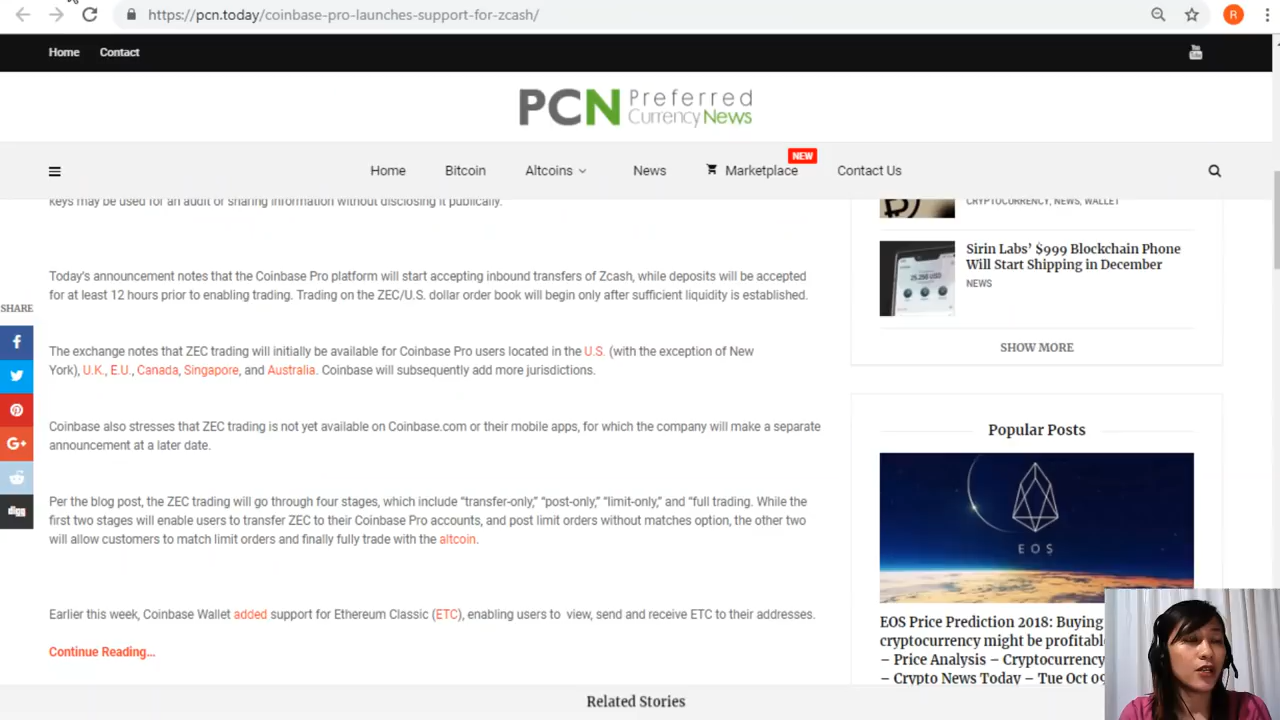 https://pcn.today/coinbase-pro-launches-support-for-zcash/
R
Home Contact
You Tube
PCN Preferred
Currency News
NEW
Home Bitcoin Altcoins News Marketplace Contact Us
keys may be used for an audit or sharing information without disclosing it publically.
CRYPTOCURRENCY, NEWS, WALLET
Sirin Labs' $999 Blockchain Phone
Will Start Shipping in December
NEWS
SHOW MORE
Today's announcement notes that the Coinbase Pro platform will start accepting inbound transfers of Zcash, while deposits will be accepted
for at least 12 hours prior to enabling trading. Trading on the ZEC/U.S. dollar order book will begin only after sufficient liquidity is established.
SHARE
The exchange notes that ZEC trading will initially be available for Coinbase Pro users located in the U.S. (with the exception of New
York), U.K., E.U., Canada, Singapore, and Australia. Coinbase will subsequently add more jurisdictions.
Coinbase also stresses that ZEC trading is not yet available on Coinbase.com or their mobile apps, for which the company will make a separate
announcement at a later date.
Per the blog post, the ZEC trading will go through four stages, which include “transfer-only,” “post-only,” “limit-only,” and “full trading. While the
first two stages will enable users to transfer ZEC to their Coinbase Pro accounts, and post limit orders without matches option, the other two
will allow customers to match limit orders and finally fully trade with the altcoin.
Earlier this week, Coinbase Wallet added support for Ethereum Classic (ETC), enabling users to view, send and receive ETC to their addresses.
Continue Reading...
G+
digg
Popular Posts
EOS
EOS Price Prediction 2018: Buying
cryptocurrency might be profitable
– Price Analysis – Cryptocurrency
– Crypto News Today – Tue Oct 09
Related Stories